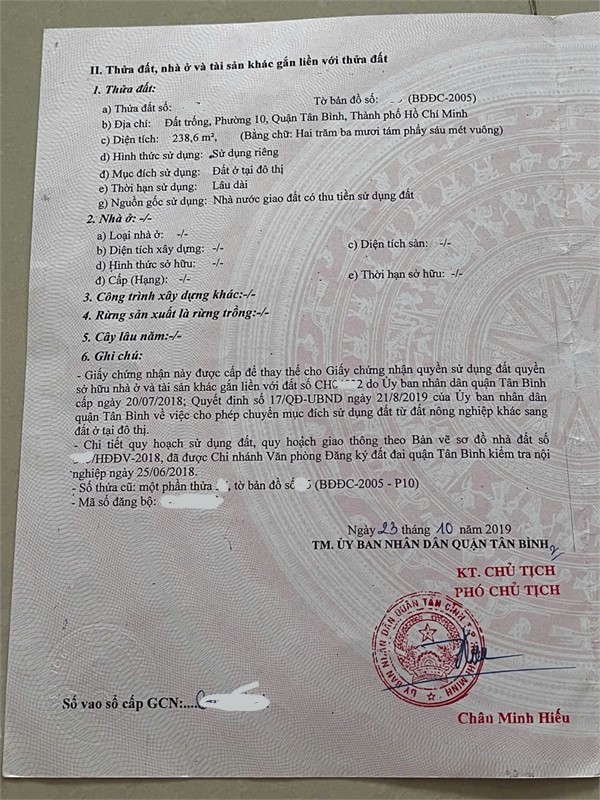 II. Thửa đất, nhà ở và tài sản khác gắn liền với thửa đất
1. Thửa đất:
a) Thửa đất số: Tờ bản đồ số: (BĐĐC-2005)
b) Địa chỉ: Đất trống, Phường 10, Quận Tân Bình, Thành phố Hồ Chí Minh
c) Diện tích: 238,6 m², (Bằng chữ: Hai trăm ba mươi tám phẩy sáu mét vuông)
d) Hình thức sử dụng: Sử dụng riêng
đ) Mục đích sử dụng: Đất ở tại đô thị
e) Thời hạn sử dụng: Lâu dài
g) Nguồn gốc sử dụng: Nhà nước giao đất có thu tiền sử dụng đất
2. Nhà ở: -/-
a) Loại nhà ở: -/-
b) Diện tích xây dựng: -/- c) Diện tích sàn: -/-
d) Hình thức sở hữu: -/-
đ) Cấp (Hạng): -/- e) Thời hạn sở hữu: -/-
3. Công trình xây dựng khác:-/-
4. Rừng sản xuất là rừng trồng:-/-
5. Cây lâu năm:-/-
6. Ghi chú:
- Giấy chứng nhận này được cấp để thay thế cho Giấy chứng nhận quyền sử dụng đất quyền
sở hữu nhà ở và tài sản khác gắn liền với đất số CH 2 do Ủy ban nhân dân quận Tân Bình
cấp ngày 20/07/2018; Quyết định số 17/QĐ-UBND ngày 21/8/2019 của Ủy ban nhân dân
quận Tân Bình về việc cho phép chuyển mục đích sử dụng đất từ đất nông nghiệp khác sang
đất ở tại đô thị.
- Chi tiết quy hoạch sử dụng đất, quy hoạch giao thông theo Bản vẽ sơ đồ nhà đất số
/HĐĐV-2018, đã được Chi nhánh Văn phòng Đăng ký đất đai quận Tân Bình kiểm tra nội
nghiệp ngày 25/06/2018.
- Số thửa cũ: một phần thửa , tờ bản đồ số (BĐĐC-2005 - P10)
- Mã số đăng bộ:
Ngày 23 tháng 10 năm 2019
TM. ỦY BAN NHÂN DÂN QUẬN TÂN BÌNH
KT. CHỦ TỊCH
PHÓ CHỦ TỊCH
ỦY BAN NHÂN DÂN QUẬN TÂN BÌNH
Số vào sổ cấp GCN:....
Châu Minh Hiếu